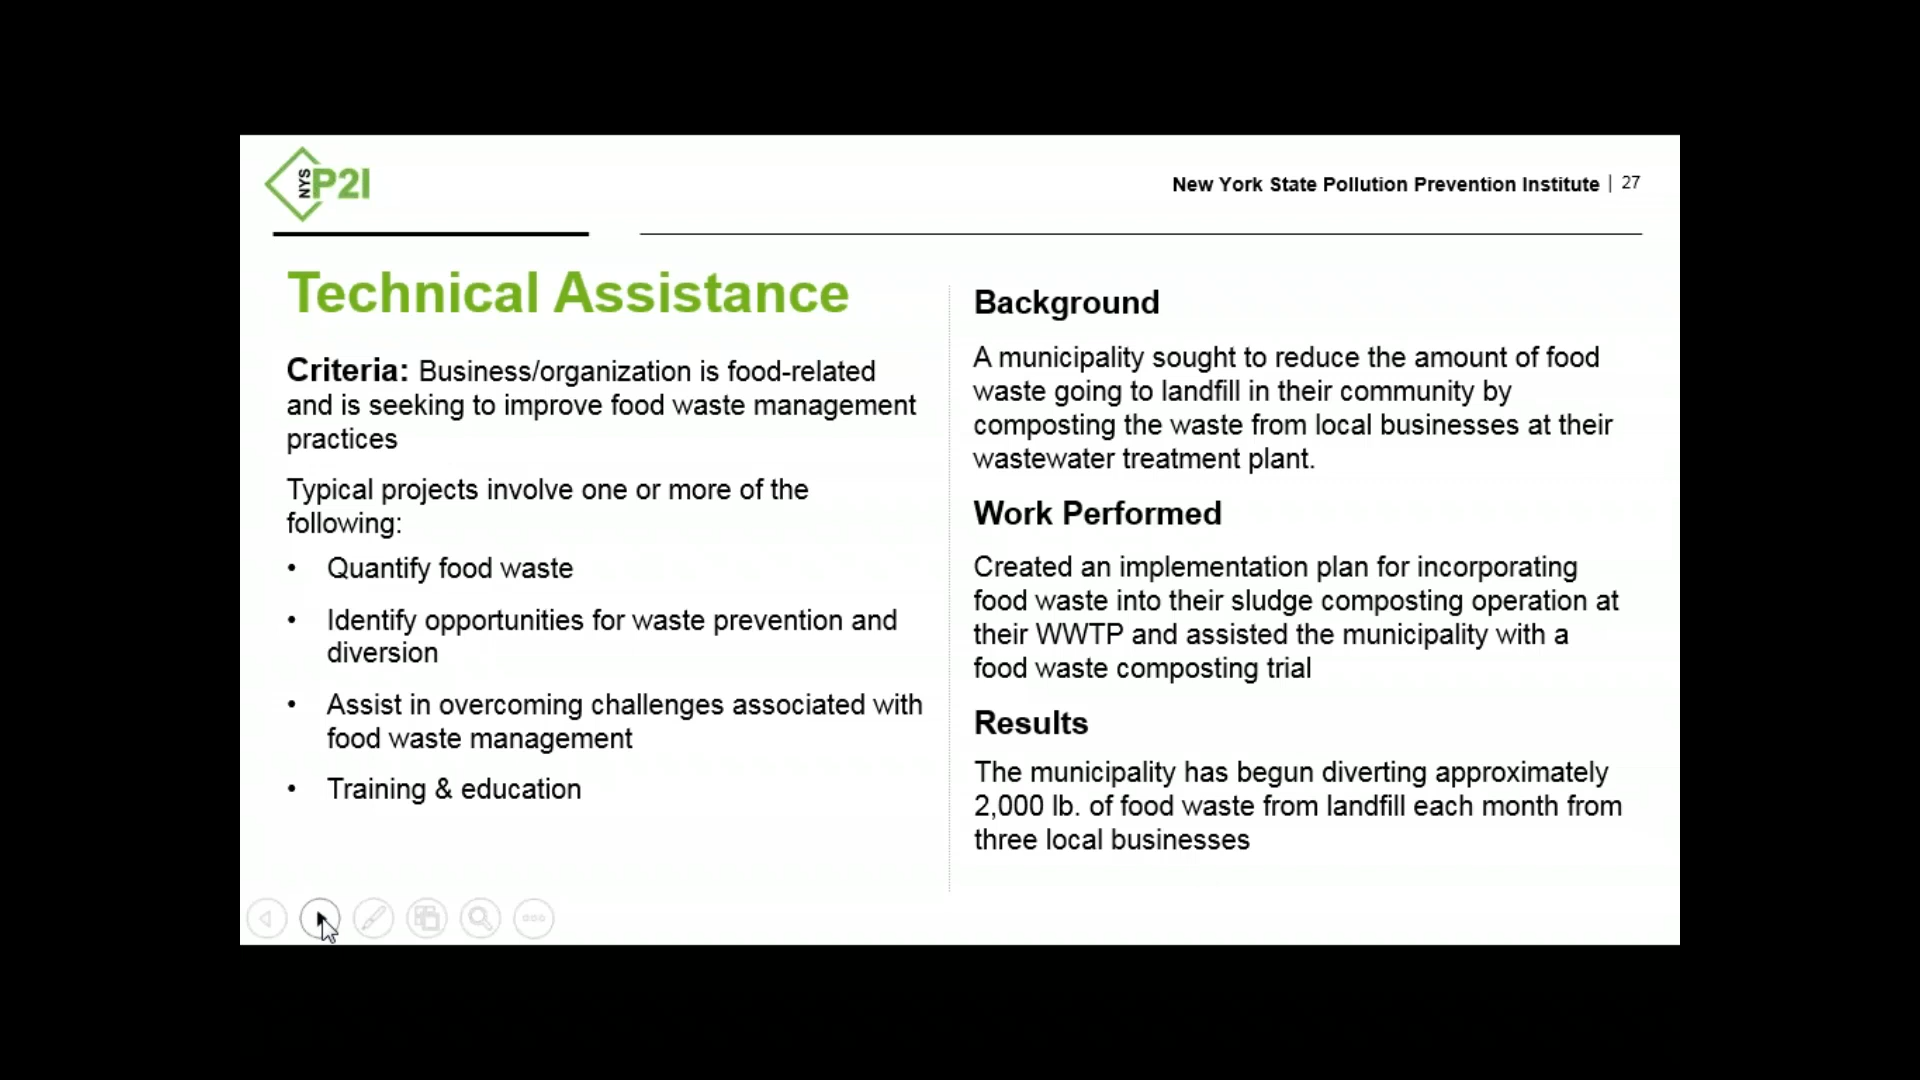 NYS
P2I
New York State Pollution Prevention Institute | 27
Technical Assistance
Criteria: Business/organization is food-related
and is seeking to improve food waste management
practices
Typical projects involve one or more of the
following:
• Quantify food waste
• Identify opportunities for waste prevention and
diversion
• Assist in overcoming challenges associated with
food waste management
• Training & education
Background
A municipality sought to reduce the amount of food
waste going to landfill in their community by
composting the waste from local businesses at their
wastewater treatment plant.
Work Performed
Created an implementation plan for incorporating
food waste into their sludge composting operation at
their WWTP and assisted the municipality with a
food waste composting trial
Results
The municipality has begun diverting approximately
2,000 lb. of food waste from landfill each month from
three local businesses